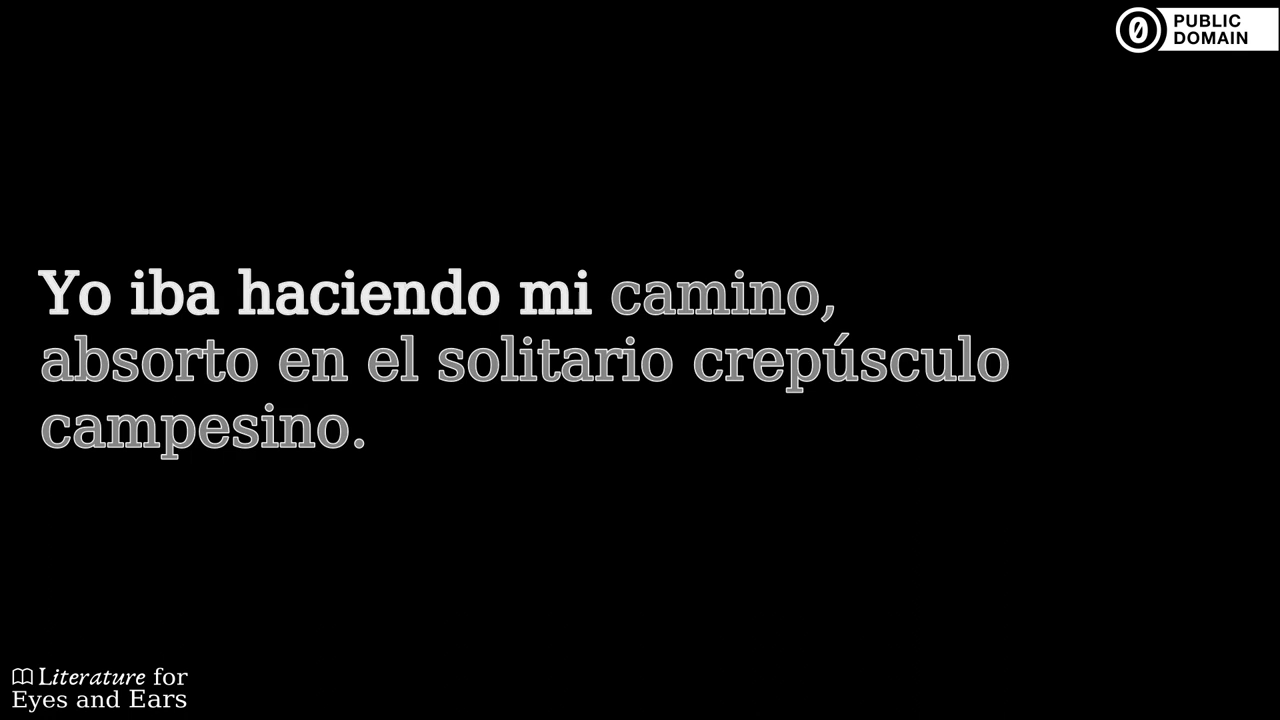 PUBLIC
DOMAIN
Yo iba haciendo mi camino,
absorto en el solitario crepúsculo
campesino.
Literature for
Eyes and Ears